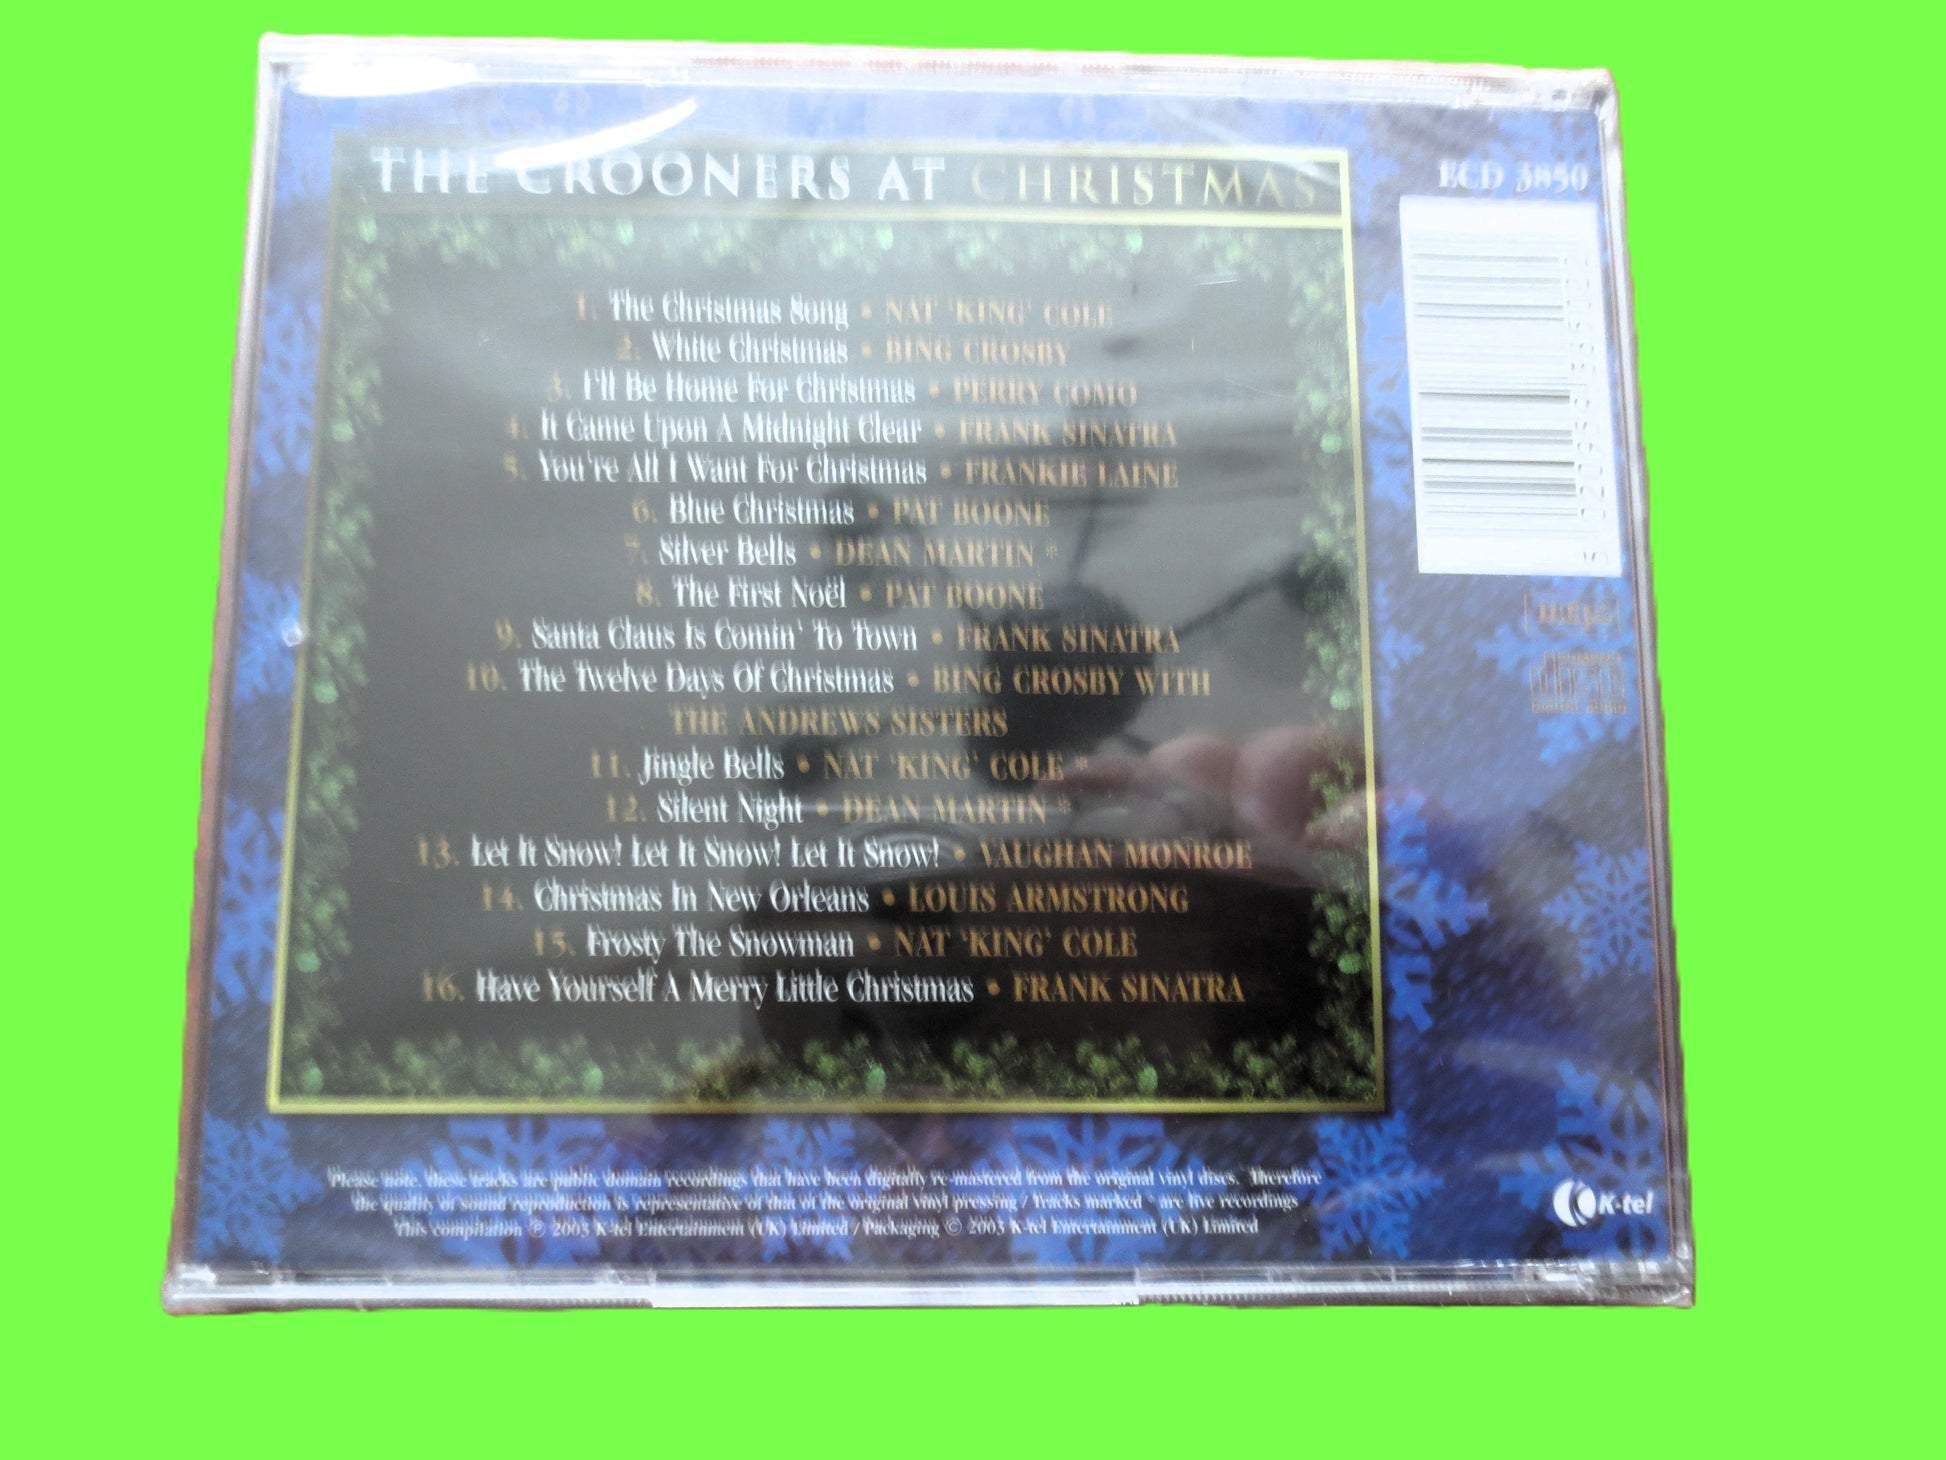 THE CROONERS AT CHRISTMAS
ECD 3850
1. The Christmas Song • NAT 'KING' COLE
2. White Christmas • BING CROSBY
3. I'll Be Home For Christmas • PERRY COMO
4. It Came Upon A Midnight Clear • FRANK SINATRA
5. You're All I Want For Christmas • FRANKIE LAINE
6. Blue Christmas • PAT BOONE
7. Silver Bells • DEAN MARTIN *
8. The First Noël • PAT BOONE
9. Santa Claus Is Comin' To Town • FRANK SINATRA
10. The Twelve Days Of Christmas • BING CROSBY WITH
THE ANDREWS SISTERS
11. Jingle Bells • NAT 'KING' COLE *
12. Silent Night • DEAN MARTIN *
13. Let It Snow! Let It Snow! Let It Snow! • VAUGHAN MONROE
14. Christmas In New Orleans • LOUIS ARMSTRONG
15. Frosty The Snowman • NAT 'KING' COLE
16. Have Yourself A Merry Little Christmas • FRANK SINATRA
Please note, these tracks are public domain recordings that have been digitally re-mastered from the original vinyl discs. Therefore
the quality of sound reproduction is representative of that of the original vinyl pressing / Tracks marked * are live recordings
This compilation ℗ 2003 K-tel Entertainment (UK) Limited / Packaging © 2003 K-tel Entertainment (UK) Limited
K-tel